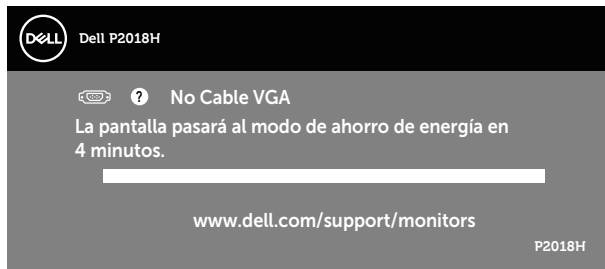 DELL
Dell P2018H
? No Cable VGA
La pantalla pasará al modo de ahorro de energía en
4 minutos.
www.dell.com/support/monitors
P2018H